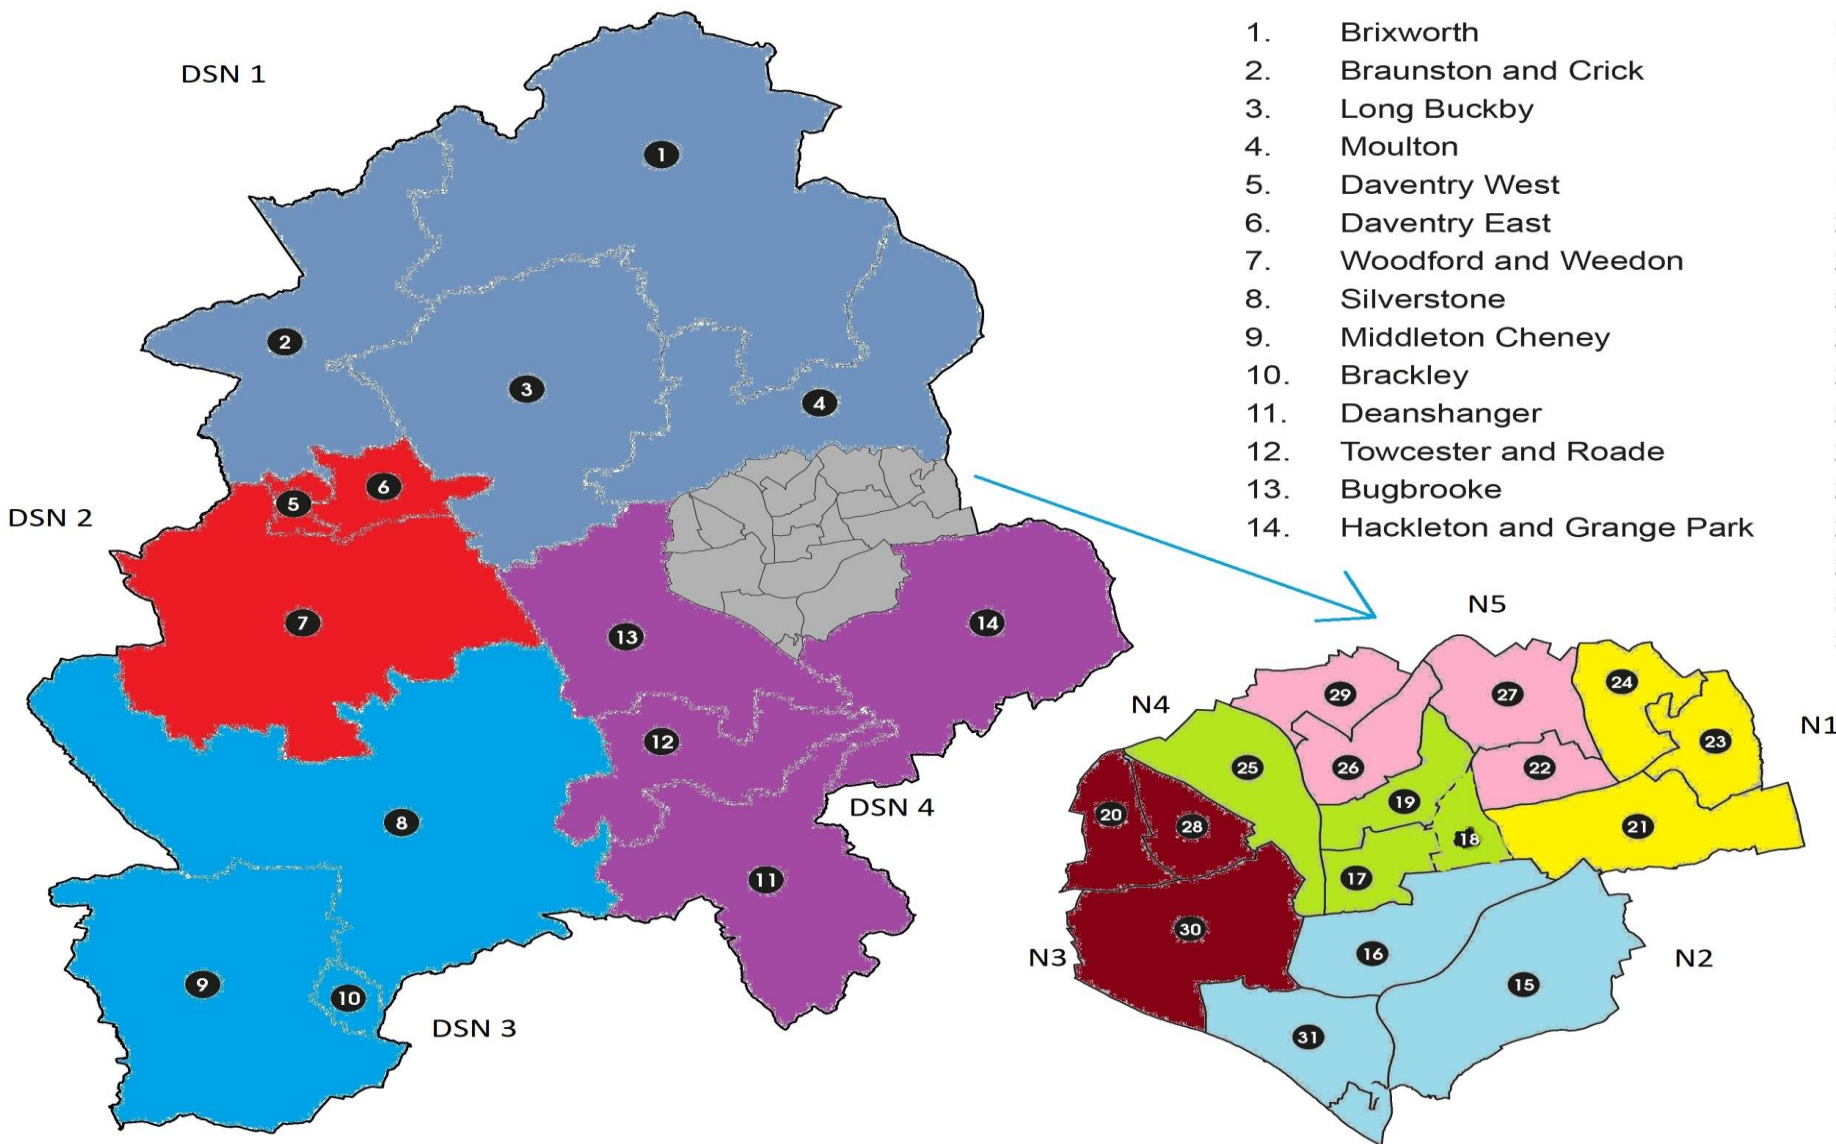 DSN 1
1. Brixworth
2. Braunston and Crick
3. Long Buckby
4. Moulton
5. Daventry West
6. Daventry East
7. Woodford and Weedon
8. Silverstone
9. Middleton Cheney
10. Brackley
11. Deanshanger
12. Towcester and Roade
13. Bugbrooke
14. Hackleton and Grange Park
1
2
3
4
6
5
DSN 2
7
13
14
12
DSN 4
8
11
9
10
DSN 3
N5
N4
N1
29
27
24
23
25
26
22
20
28
19
18
21
17
30
N3
16
15
N2
31